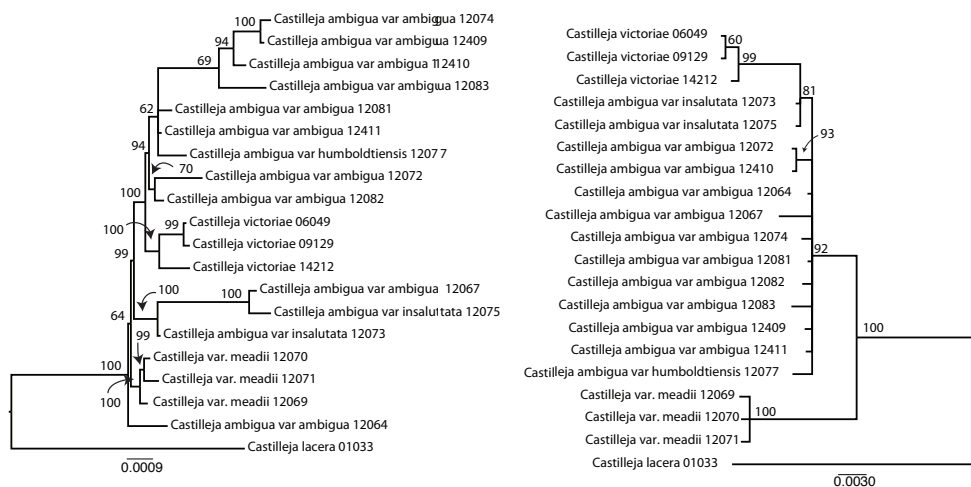 Castilleja ambigua var ambigua 12074
100
Castilleja ambigua var ambigua 12409
94
Castilleja ambigua var ambigua 12410
69
Castilleja ambigua var ambigua 12083
62
Castilleja ambigua var ambigua 12081
Castilleja ambigua var ambigua 12411
94
Castilleja ambigua var humboldtiensis 12077
70
Castilleja ambigua var ambigua 12072
100
Castilleja ambigua var ambigua 12082
100
99
Castilleja victoriae 06049
Castilleja victoriae 09129
99
Castilleja victoriae 14212
100
100
Castilleja ambigua var ambigua 12067
Castilleja ambigua var insalutata 12075
64
99
Castilleja ambigua var insalutata 12073
Castilleja var. meadii 12070
100
Castilleja var. meadii 12071
100
Castilleja var. meadii 12069
Castilleja ambigua var ambigua 12064
Castilleja lacera 01033
0.0009
Castilleja victoriae 06049
60
Castilleja victoriae 09129
99
Castilleja victoriae 14212
81
Castilleja ambigua var insalutata 12073
Castilleja ambigua var insalutata 12075
93
Castilleja ambigua var ambigua 12072
Castilleja ambigua var ambigua 12410
Castilleja ambigua var ambigua 12064
Castilleja ambigua var ambigua 12067
Castilleja ambigua var ambigua 12074
92
Castilleja ambigua var ambigua 12081
Castilleja ambigua var ambigua 12082
Castilleja ambigua var ambigua 12083
Castilleja ambigua var ambigua 12409
100
Castilleja ambigua var ambigua 12411
Castilleja ambigua var humboldtiensis 12077
Castilleja var. meadii 12069
Castilleja var. meadii 12070
100
Castilleja var. meadii 12071
Castilleja lacera 01033
0.0030